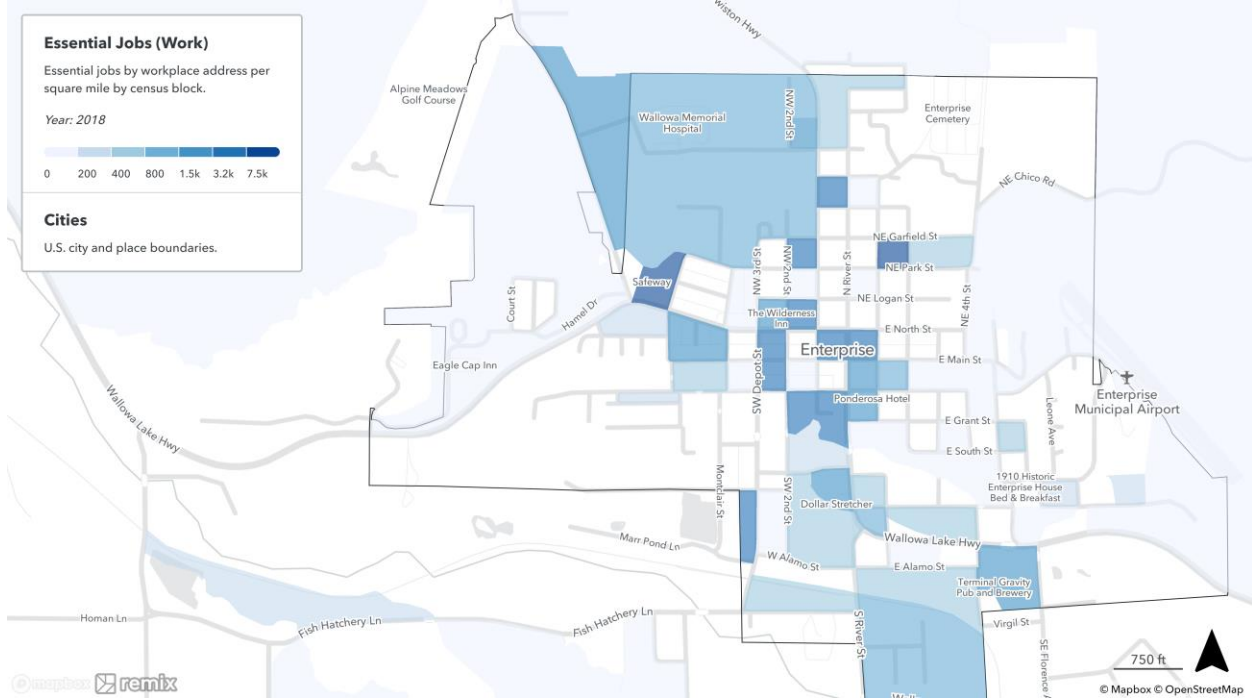 Essential Jobs (Work)
Essential jobs by workplace address per
square mile by census block.
Year: 2018
0 200 400 800 1.5k 3.2k 7.5k
Cities
U.S. city and place boundaries.
wiston Hwy
Alpine Meadows
Golf Course
Wallowa Memorial
Hospital
NW 2nd St
Enterprise
Cemetery
NE Chico Rd
NE Garfield St
NE Park St
NW 3rd St
NW 2nd St
N River St
Safeway
NE Logan St
NE 4th St
Court St
Hamel Dr
The Wilderness
Inn
E North St
Enterprise
E Main St
Eagle Cap Inn
SW Depot St
Ponderosa Hotel
Enterprise
Municipal Airport
Leone Ave
Wallowa Lake Hwy
E Grant St
E South St
Montclair St
SW 2nd St
1910 Historic
Enterprise House
Bed & Breakfast
Dollar Stretcher
Marr Pond Ln
Wallowa Lake Hwy
W Alamo St
E Alamo St
Terminal Gravity
Pub and Brewery
Homan Ln
Fish Hatchery Ln
Fish Hatchery Ln
S River St
Virgil St
SE Florence A
750 ft
mapbox remix
© Mapbox © OpenStreetMap